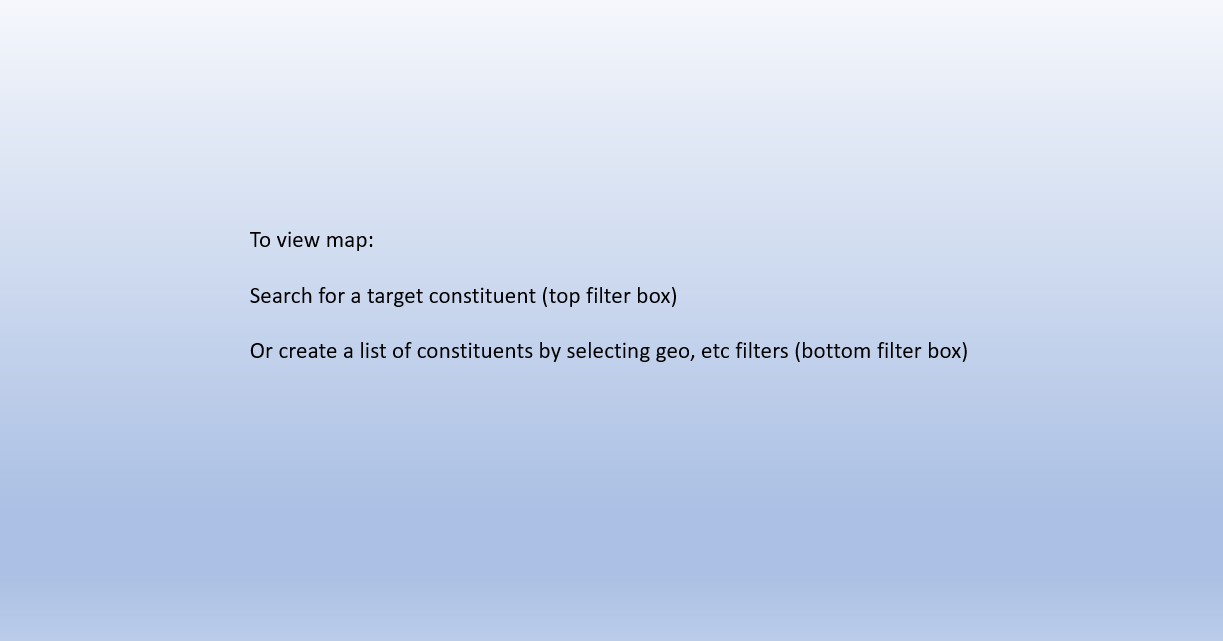 To view map:
Search for a target constituent (top filter box)
Or create a list of constituents by selecting geo, etc filters (bottom filter box)